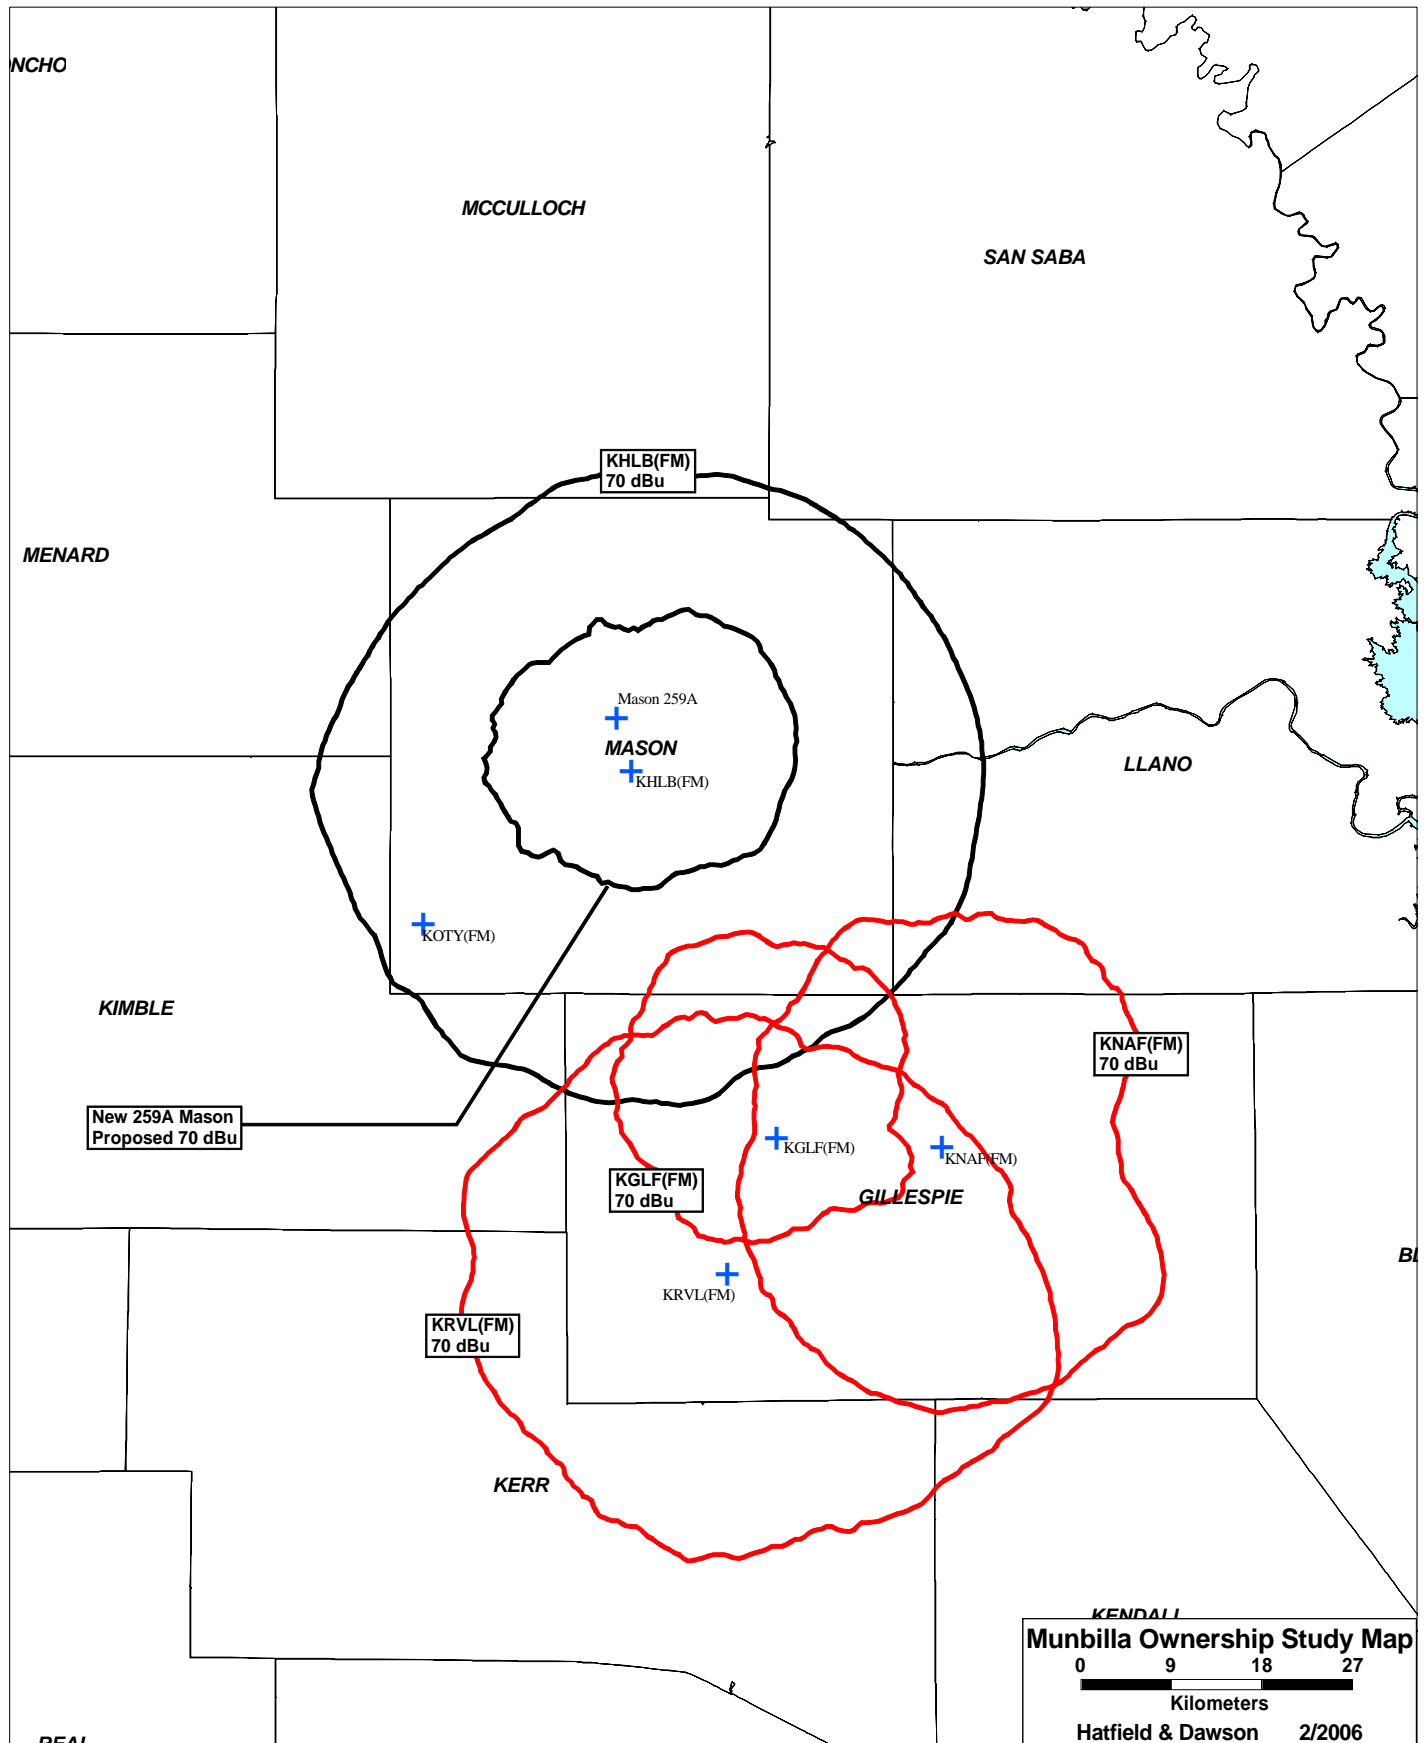 NCHO
MCCULLOCH
SAN SABA
KHLB(FM)
70 dBu
MENARD
Mason 259A
MASON
KHLB(FM)
LLANO
KOTY(FM)
KIMBLE
KNAF(FM)
70 dBu
New 259A Mason
Proposed 70 dBu
KGLF(FM)
KNAF(FM)
KGLF(FM)
70 dBu
GILLESPIE
BL
KRVL(FM)
KRVL(FM)
70 dBu
KERR
KENDALL
Munbilla Ownership Study Map
0 9 18 27
Kilometers
Hatfield & Dawson 2/2006
REAL